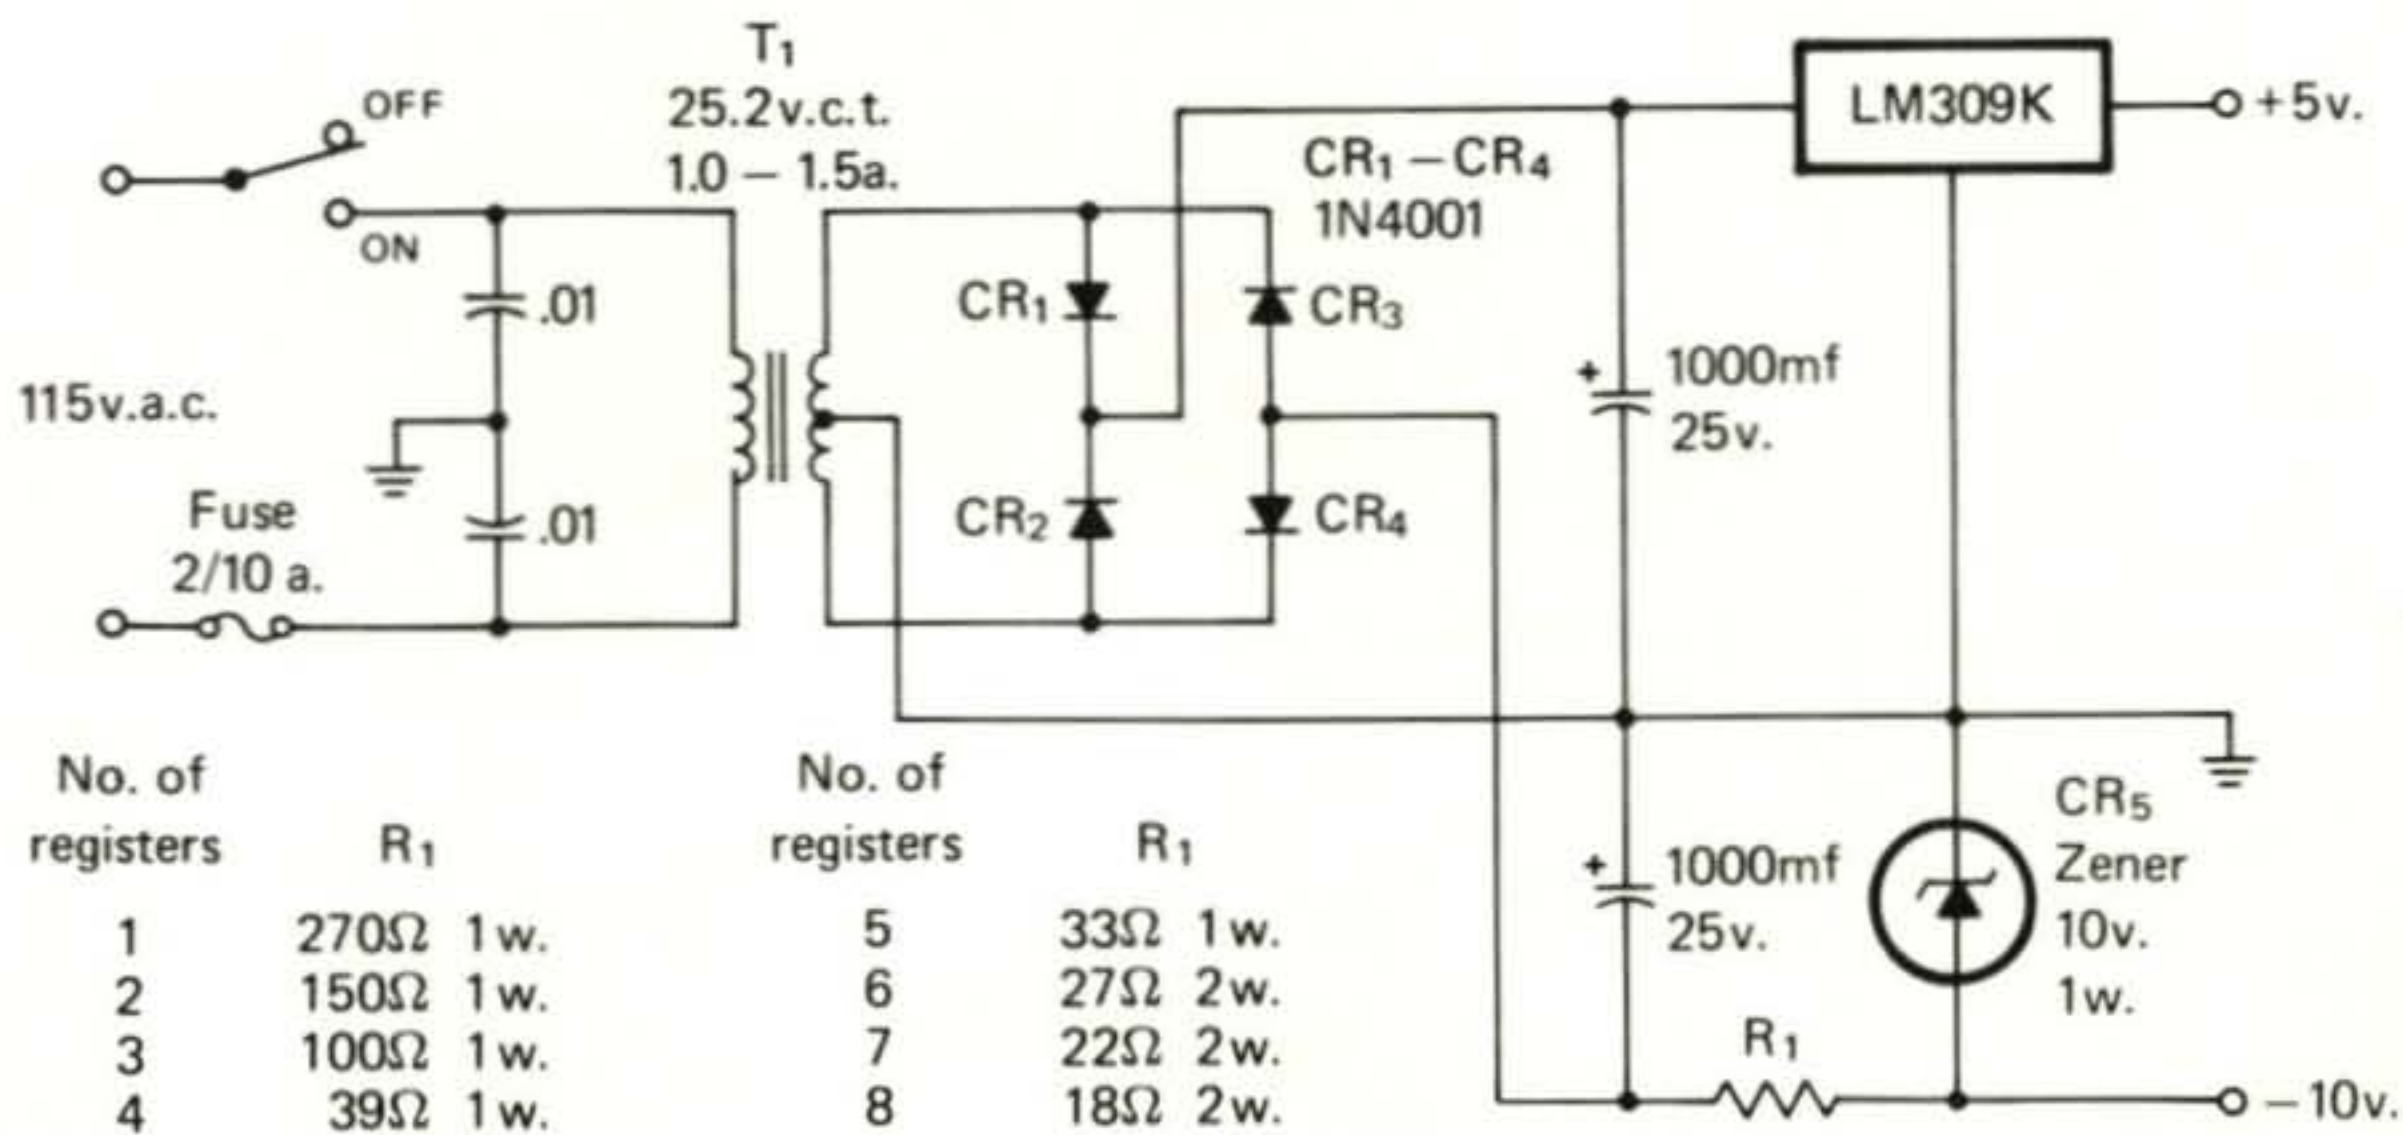 T₁
25.2v.c.t.
1.0 – 1.5a.
OFF
ON
LM309K
+5v.
CR₁ – CR₄
1N4001
.01
CR₁
CR₃
115v.a.c.
+ 1000mf
25v.
Fuse
2/10 a.
.01
CR₂
CR₄
No. of
registers R₁
1 270Ω 1w.
2 150Ω 1w.
3 100Ω 1w.
4 39Ω 1w.
No. of
registers R₁
5 33Ω 1w.
6 27Ω 2w.
7 22Ω 2w.
8 18Ω 2w.
+ 1000mf
25v.
CR₅
Zener
10v.
1w.
R₁
– 10v.